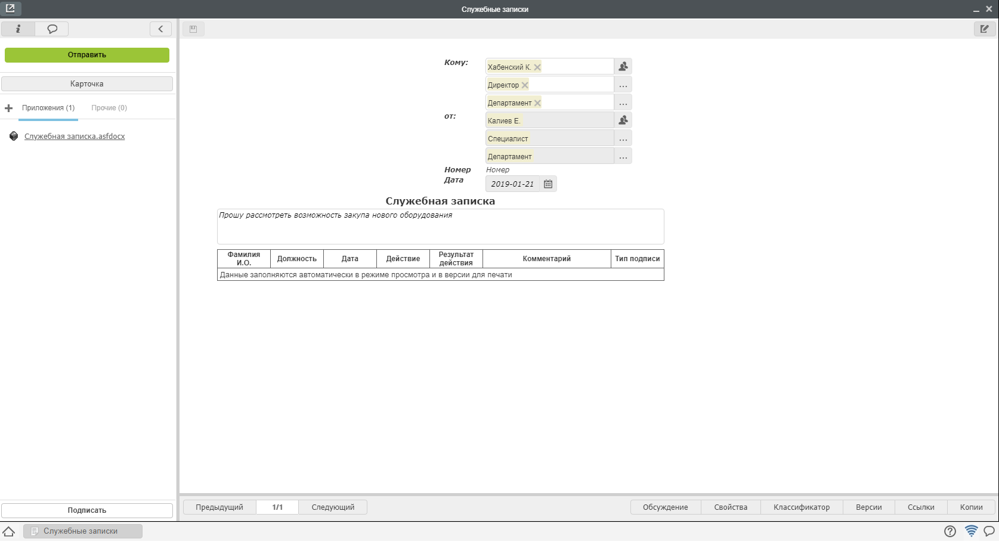 Служебные записки
Отправить
Карточка
Приложения (1)
Прочие (0)
Служебная записка.asfdocx
Подписать
Кому:
Хабенский К.
Директор
...
Департамент
...
от:
Калиев Е.
Специалист
...
Департамент
...
Номер
Номер
Дата
2019-01-21
Служебная записка
Прошу рассмотреть возможность закупа нового оборудования
Фамилия И.О.
Должность
Дата
Действие
Результат действия
Комментарий
Тип подписи
Данные заполняются автоматически в режиме просмотра и в версии для печати
Предыдущий
1/1
Следующий
Обсуждение
Свойства
Классификатор
Версии
Ссылки
Копии
Служебные записки